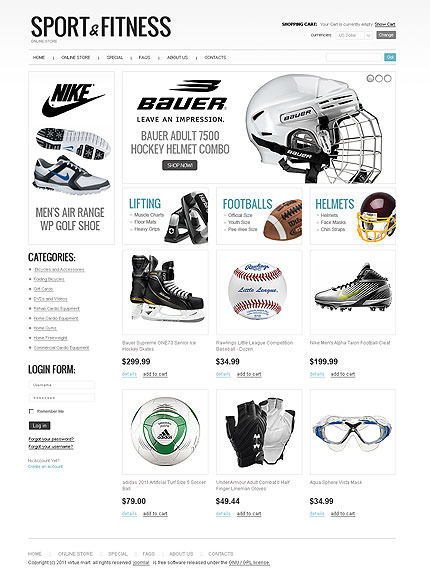 SPORT&FITNESS
ONLINE STORE
SHOPPING CART: Your Cart is currently empty. Show Cart
currencies: US Dollar Change
HOME ONLINE STORE SPECIAL FAQS ABOUT US CONTACTS
GO!
NIKE
MEN'S AIR RANGE
WP GOLF SHOE
BAUER
LEAVE AN IMPRESSION.
BAUER ADULT 7500
HOCKEY HELMET COMBO
SHOP NOW!
LIFTING
Muscle Charts
Floor Mats
Heavy Grips
FOOTBALLS
Official Size
Youth Size
Pee Wee Size
HELMETS
Helmets
Face Masks
Chin Straps
CATEGORIES:
Bicycles and Accessories
Folding Bicycles
Gift Cards
DVDs and Videos
Rehab Cardio Equipment
Home Cardio Equipment
Home Gyms
Home Freeweight
Commercial Cardio Equipment
LOGIN FORM:
Username
Remember Me
Log in
Forgot your password?
Forgot your username?
No Account Yet?
Create an account
Bauer Supreme ONE73 Senior Ice
Hockey Skates
$299.99
details add to cart
Rawlings
Little League
Rawlings Little League Competition
Baseball - Dozen
$34.99
details add to cart
Nike Men's Alpha Talon Football Cleat
$199.99
details add to cart
adidas
adidas 2011 Artificial Turf Size 5 Soccer
Ball
$79.00
details add to cart
Under Armour Adult Combat II Half
Finger Lineman Gloves
$49.44
details add to cart
Aqua Sphere Vista Mask
$34.99
details add to cart
HOME ONLINE STORE SPECIAL FAQS ABOUT US CONTACTS
Copyright (c) 2011 virtue mart. all rights reserved. joomla! is free software released under the GNU / GPL license.